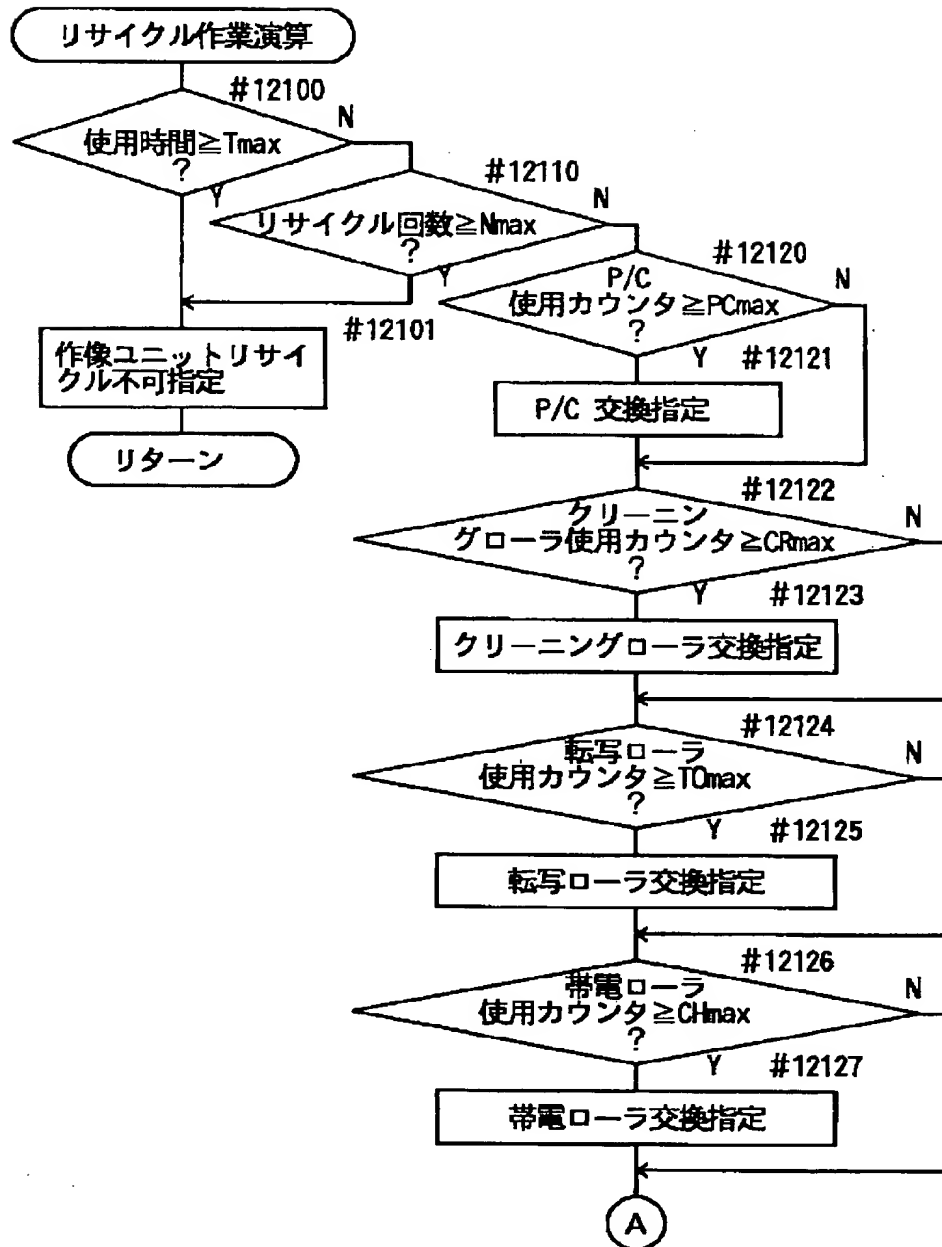 リサイクル作業演算
#12100
使用時間≧Tmax
?
N
Y
#12110
リサイクル回数≧Nmax
?
N
Y
#12120
P/C
使用カウンタ≧PCmax
?
N
Y
#12101
作像ユニットリサイ
クル不可指定
リターン
#12121
P/C 交換指定
#12122
クリーニン
グローラ使用カウンタ≧CRmax
?
N
Y
#12123
クリーニングローラ交換指定
#12124
転写ローラ
使用カウンタ≧TOmax
?
N
Y
#12125
転写ローラ交換指定
#12126
帯電ローラ
使用カウンタ≧CHmax
?
N
Y
#12127
帯電ローラ交換指定
A